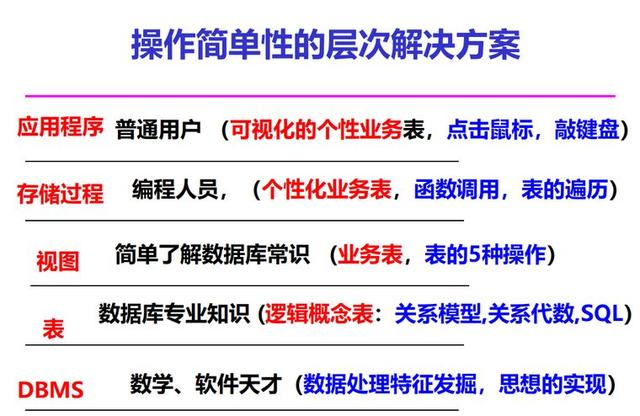 操作简单性的层次解决方案
应用程序 普通用户 （可视化的个性业务表，点击鼠标，敲键盘）
存储过程 编程人员，（个性化业务表，函数调用，表的遍历）
视图 简单了解数据库常识 （业务表，表的5种操作）
表 数据库专业知识 (逻辑概念表：关系模型,关系代数,SQL)
DBMS 数学、软件天才（数据处理特征发掘，思想的实现）